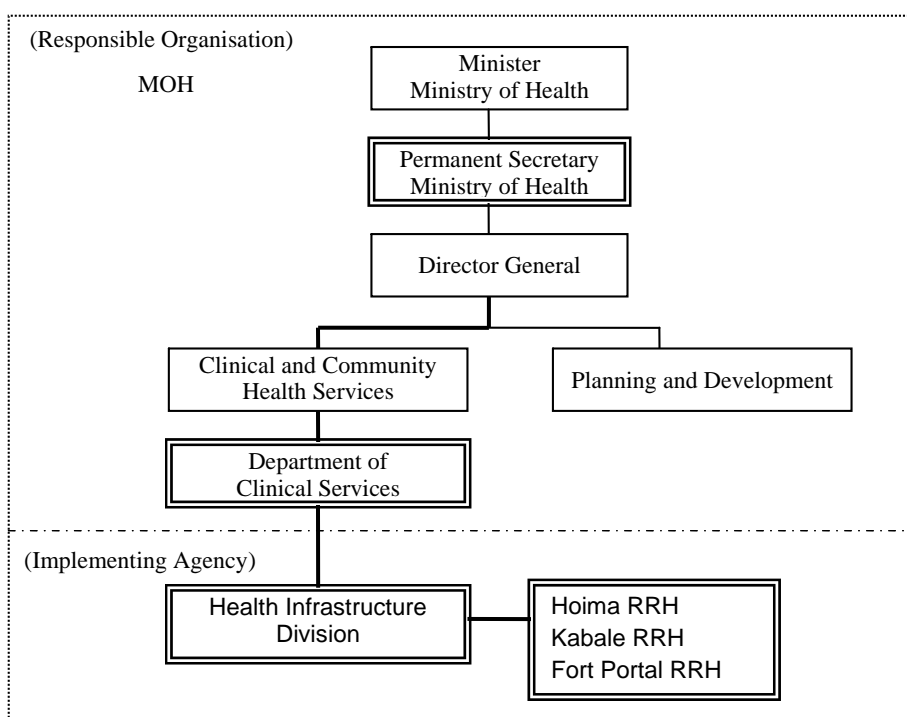 (Responsible Organisation)
MOH
Minister
Ministry of Health
Permanent Secretary
Ministry of Health
Director General
Clinical and Community
Health Services
Planning and Development
Department of
Clinical Services
(Implementing Agency)
Health Infrastructure
Division
Hoima RRH
Kabale RRH
Fort Portal RRH